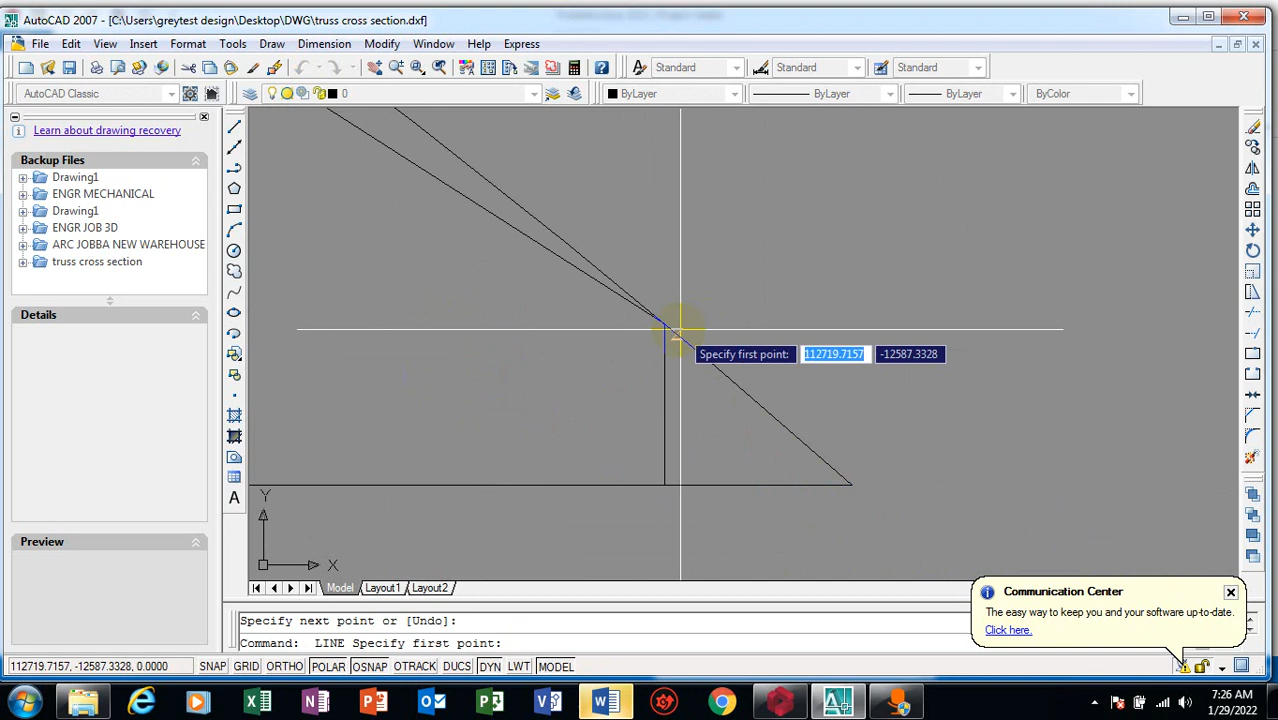 AutoCAD 2007 - [C:\Users\greytest design\Desktop\DWG\truss cross section.dxf]
File Edit View Insert Format Tools Draw Dimension Modify Window Help Express
Standard Standard Standard
AutoCAD Classic 0 ByLayer ByLayer ByLayer ByColor
Learn about drawing recovery
Backup Files
Drawing1
ENGR MECHANICAL
Drawing1
ENGR JOB 3D
ARC JOBBA NEW WAREHOUSE
truss cross section
Details
Preview
Specify first point: 112719.7157 -12587.3328
Y
X
Model Layout1 Layout2
Specify next point or [Undo]:
Command: LINE Specify first point:
Communication Center
The easy way to keep you and your software up-to-date.
Click here.
112719.7157, -12587.3328, 0.0000 SNAP GRID ORTHO POLAR OSNAP OTRACK DUCS DYN LWT MODEL
7:26 AM
1/29/2022